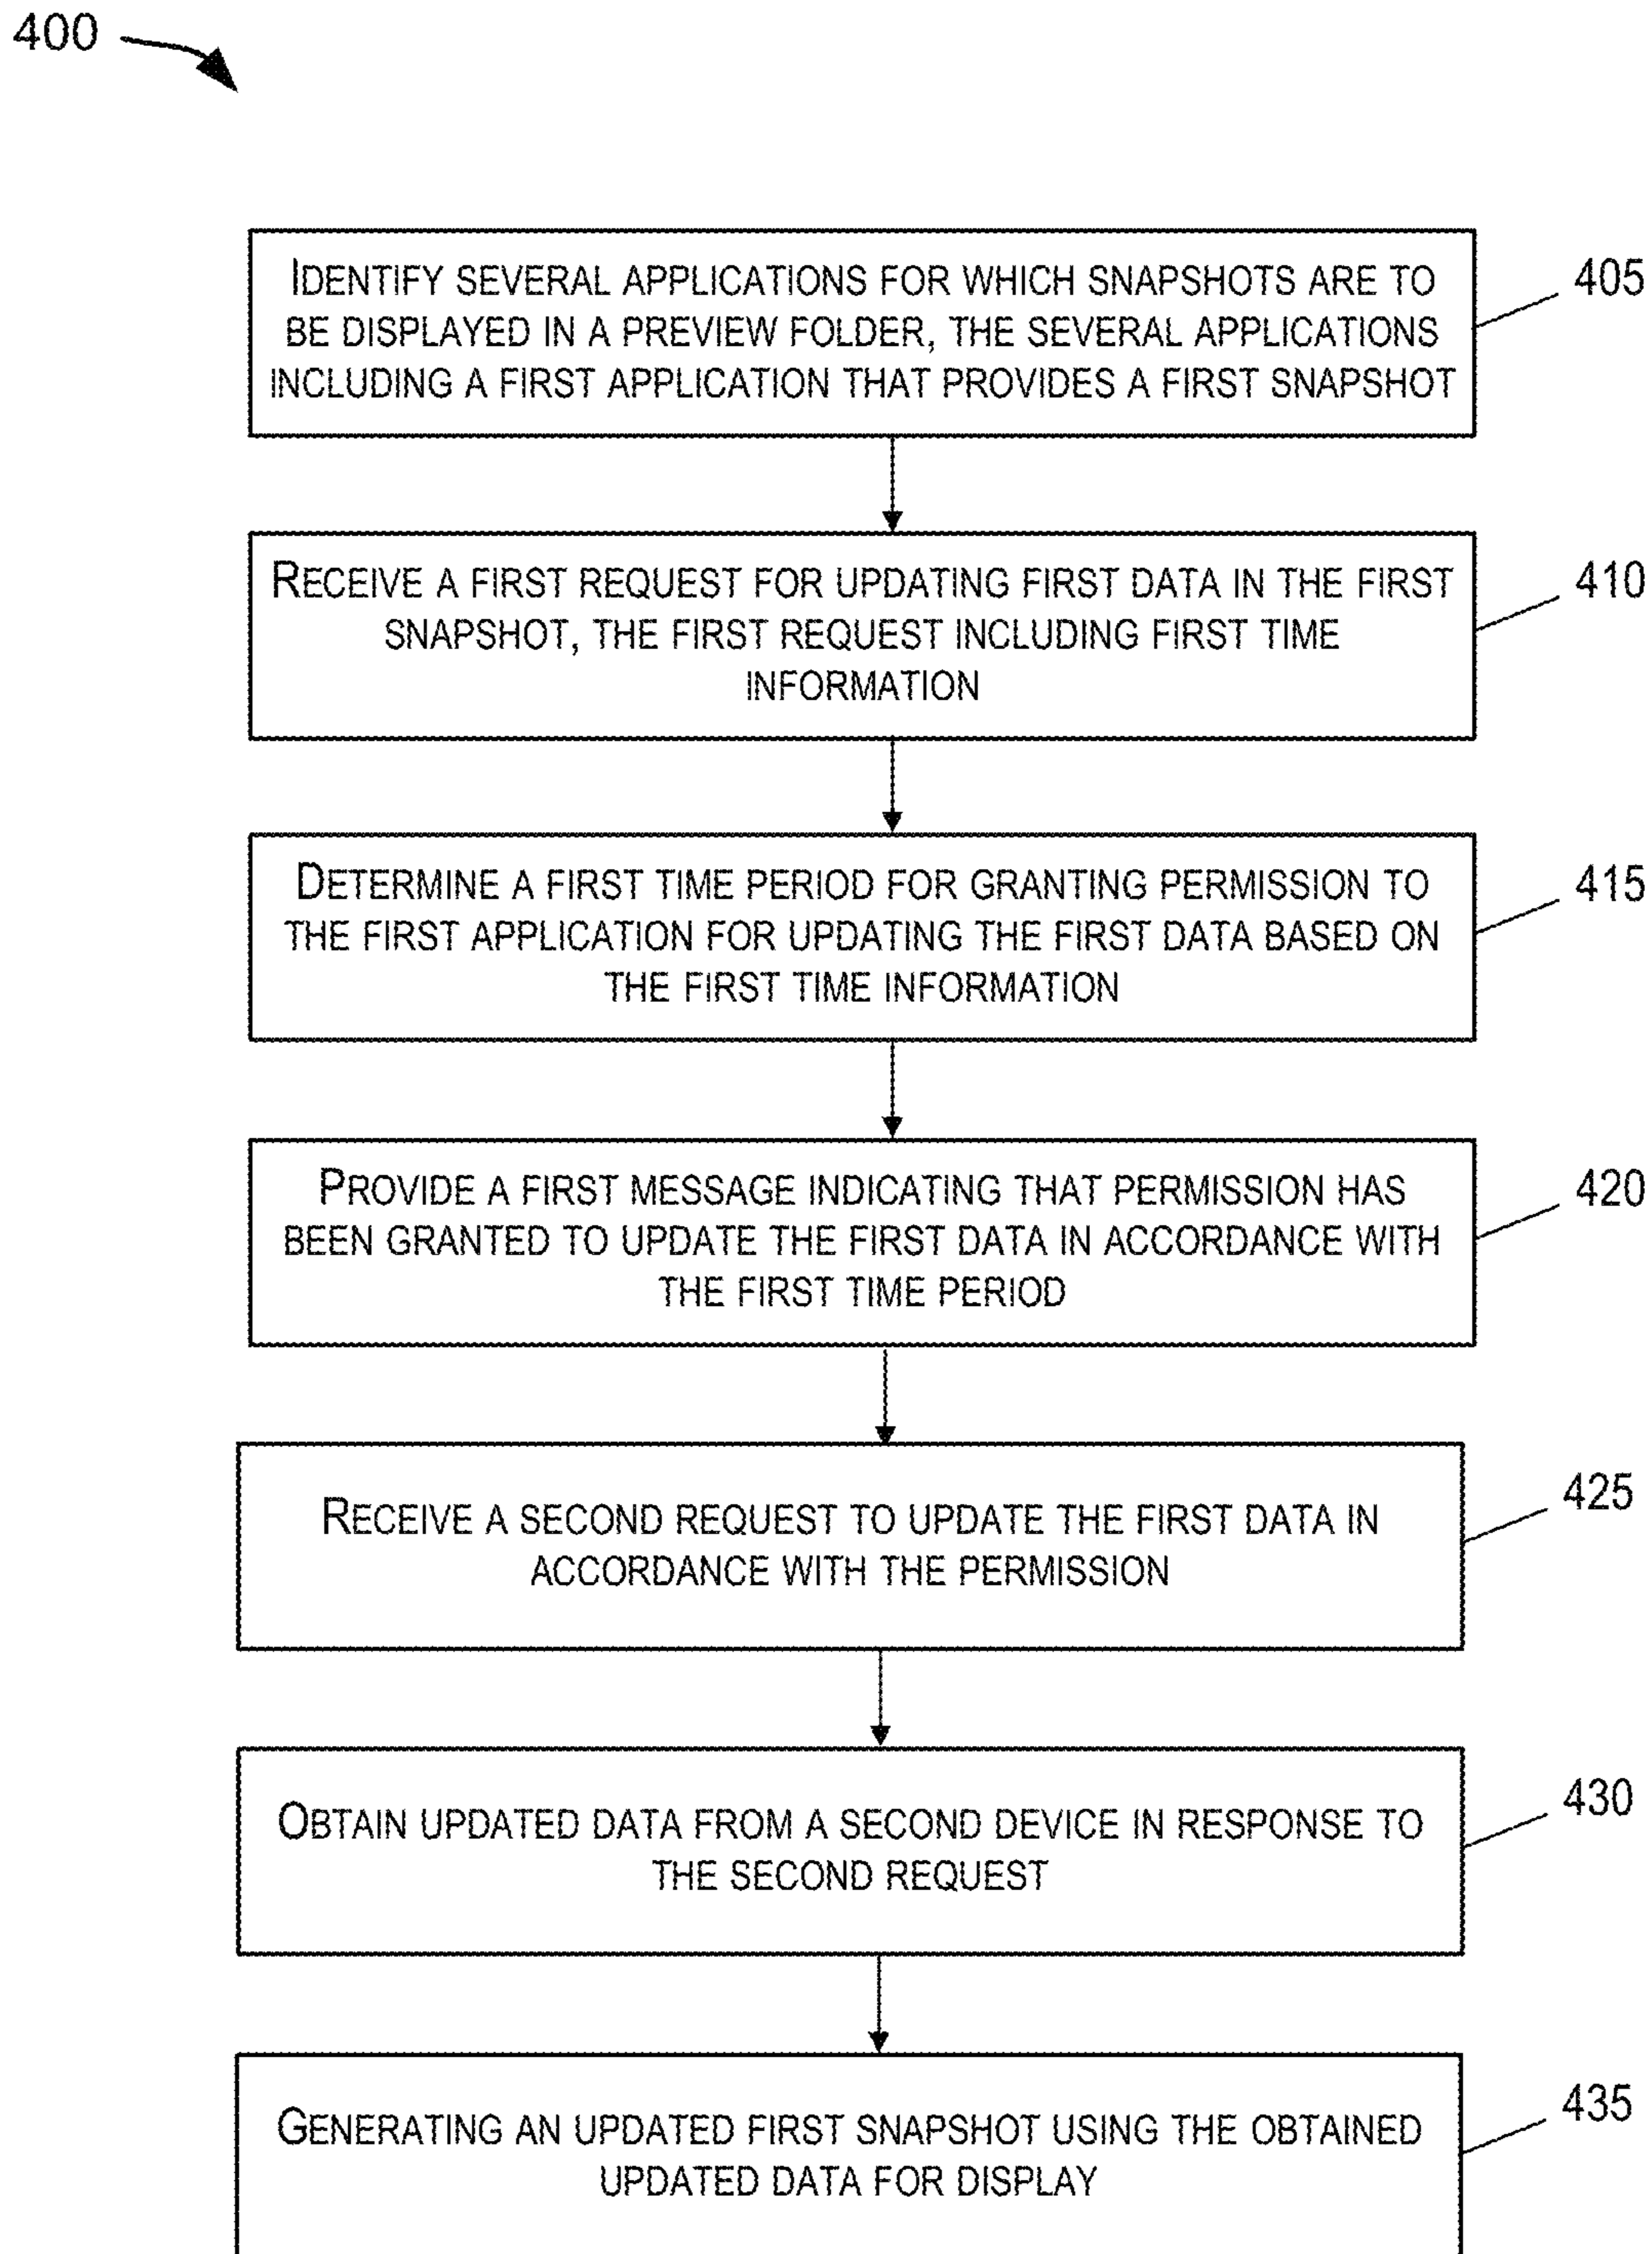 400
IDENTIFY SEVERAL APPLICATIONS FOR WHICH SNAPSHOTS ARE TO
BE DISPLAYED IN A PREVIEW FOLDER, THE SEVERAL APPLICATIONS
INCLUDING A FIRST APPLICATION THAT PROVIDES A FIRST SNAPSHOT
405
RECEIVE A FIRST REQUEST FOR UPDATING FIRST DATA IN THE FIRST
SNAPSHOT, THE FIRST REQUEST INCLUDING FIRST TIME
INFORMATION
410
DETERMINE A FIRST TIME PERIOD FOR GRANTING PERMISSION TO
THE FIRST APPLICATION FOR UPDATING THE FIRST DATA BASED ON
THE FIRST TIME INFORMATION
415
PROVIDE A FIRST MESSAGE INDICATING THAT PERMISSION HAS
BEEN GRANTED TO UPDATE THE FIRST DATA IN ACCORDANCE WITH
THE FIRST TIME PERIOD
420
RECEIVE A SECOND REQUEST TO UPDATE THE FIRST DATA IN
ACCORDANCE WITH THE PERMISSION
425
OBTAIN UPDATED DATA FROM A SECOND DEVICE IN RESPONSE TO
THE SECOND REQUEST
430
GENERATING AN UPDATED FIRST SNAPSHOT USING THE OBTAINED
UPDATED DATA FOR DISPLAY
435